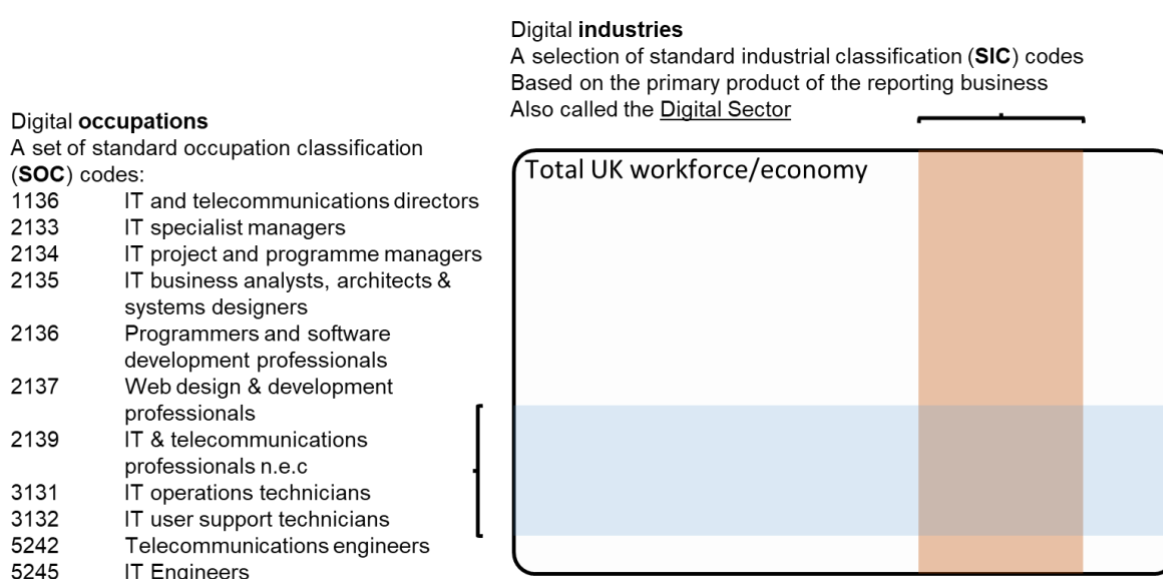 Digital industries
A selection of standard industrial classification (SIC) codes
Based on the primary product of the reporting business
Also called the Digital Sector
Digital occupations
A set of standard occupation classification
(SOC) codes:
1136 IT and telecommunications directors
2133 IT specialist managers
2134 IT project and programme managers
2135 IT business analysts, architects &
systems designers
2136 Programmers and software
development professionals
2137 Web design & development
professionals
2139 IT & telecommunications
professionals n.e.c
3131 IT operations technicians
3132 IT user support technicians
5242 Telecommunications engineers
5245 IT Engineers
Total UK workforce/economy